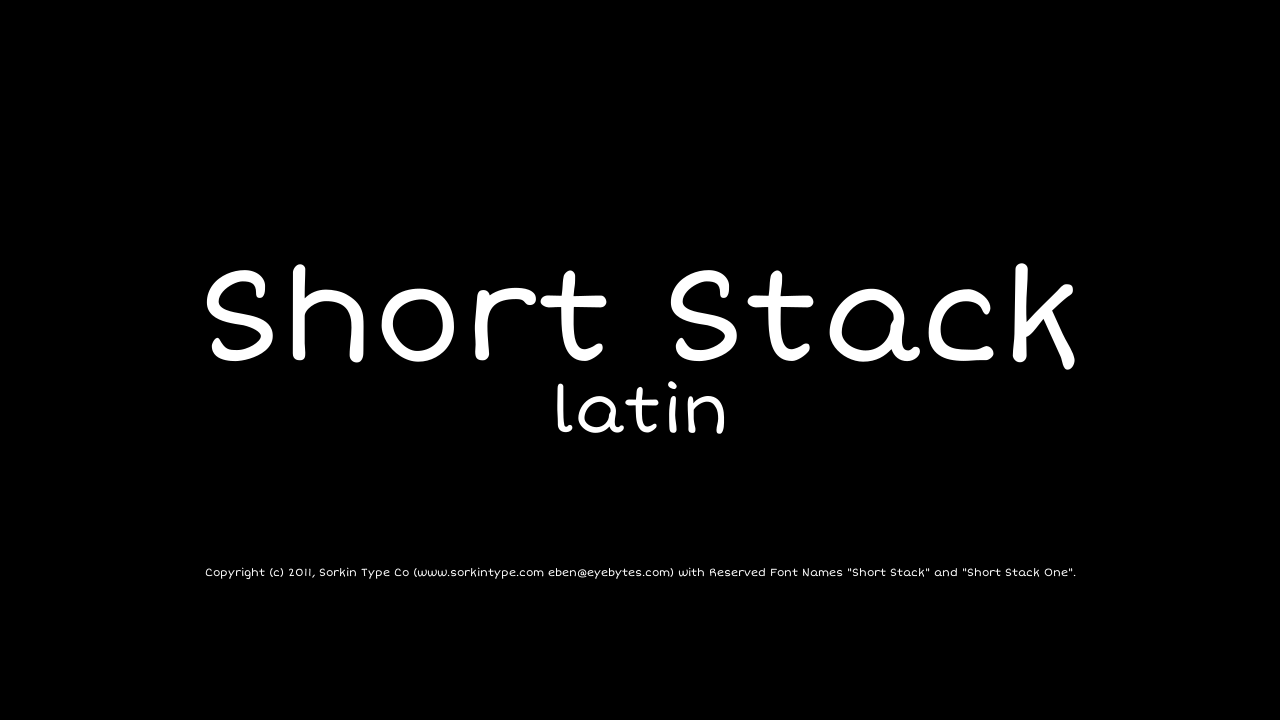 Short Stack
latin
Copyright (c) 2011, Sorkin Type Co (www.sorkintype.com eben@eyebytes.com) with Reserved Font Names "Short Stack" and "Short Stack One".